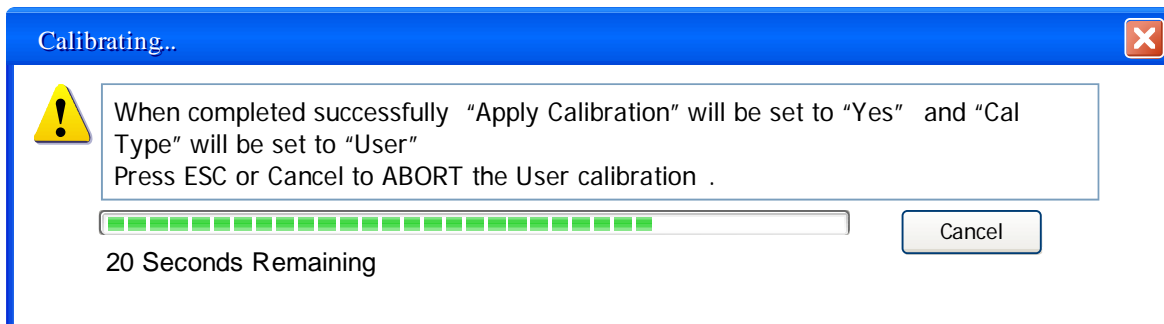 Calibrating...
When completed successfully “Apply Calibration” will be set to “Yes” and “Cal
Type” will be set to “User”
Press ESC or Cancel to ABORT the User calibration .
Cancel
20 Seconds Remaining